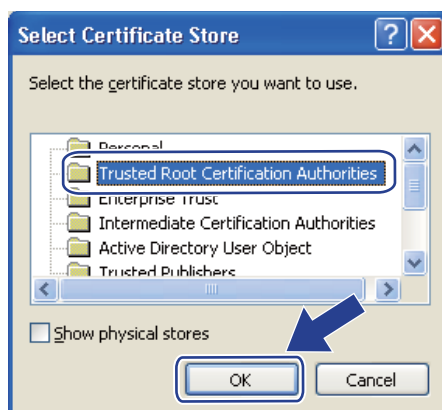 Select Certificate Store
Select the certificate store you want to use.
Personal
Trusted Root Certification Authorities
Enterprise Trust
Intermediate Certification Authorities
Active Directory User Object
Trusted Publishers
Show physical stores
OK
Cancel